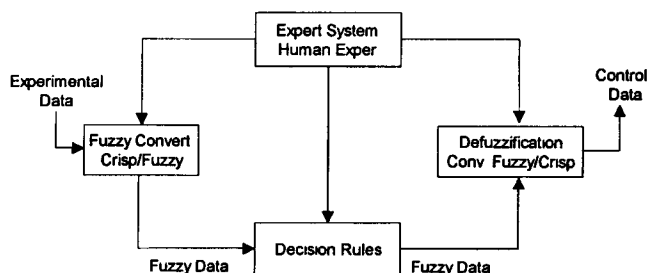 Expert System
Human Exper
Experimental
Data
Control
Data
Fuzzy Convert
Crisp/Fuzzy
Defuzzification
Conv Fuzzy/Crisp
Decision Rules
Fuzzy Data
Fuzzy Data